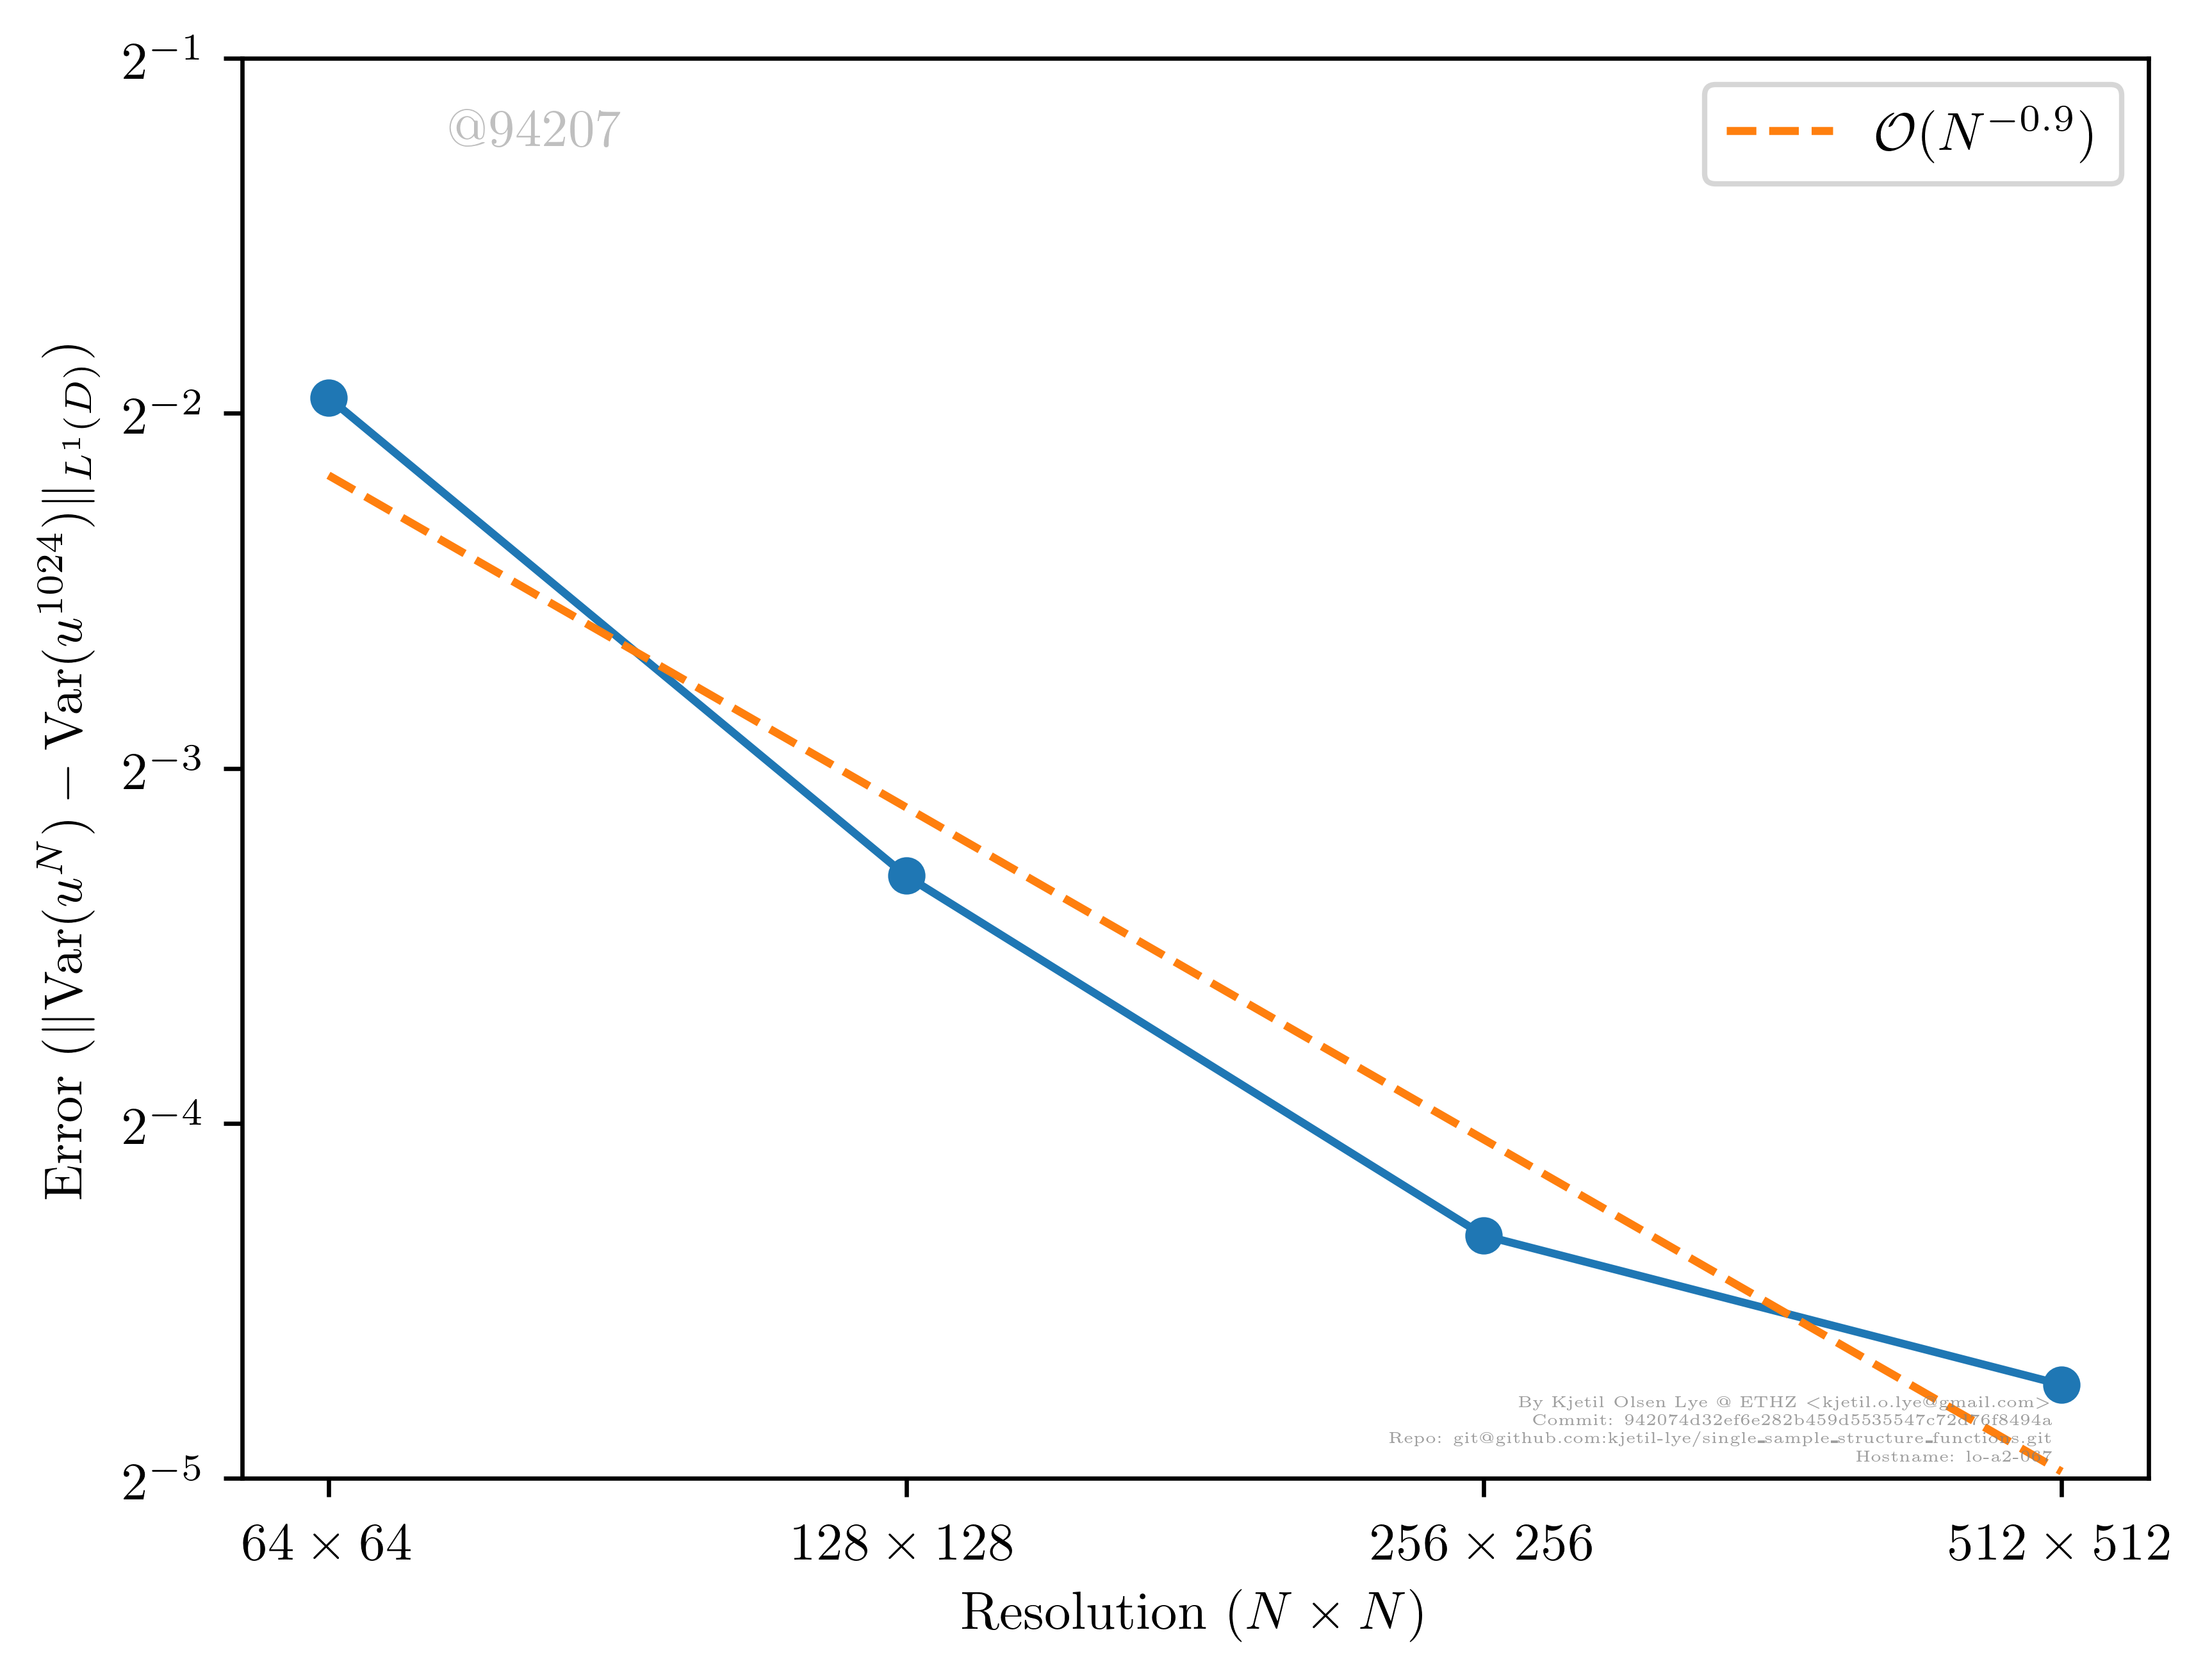 2^{-1}
@94207
\mathcal{O}(N^{-0.9})
2^{-2}
2^{-3}
2^{-4}
2^{-5}
Error (||Var(u^N) − Var(u^{1024})||_{L^1(D)})
By Kjetil Olsen Lye @ ETHZ <kjetil.o.lye@gmail.com>
Commit: 942074d32ef6e282b459d5535547c72d76f8494a
Repo: git@github.com:kjetil-lye/single_sample_structure_functions.git
Hostname: lo-a2-067
64 × 64
128 × 128
256 × 256
512 × 512
Resolution (N × N)